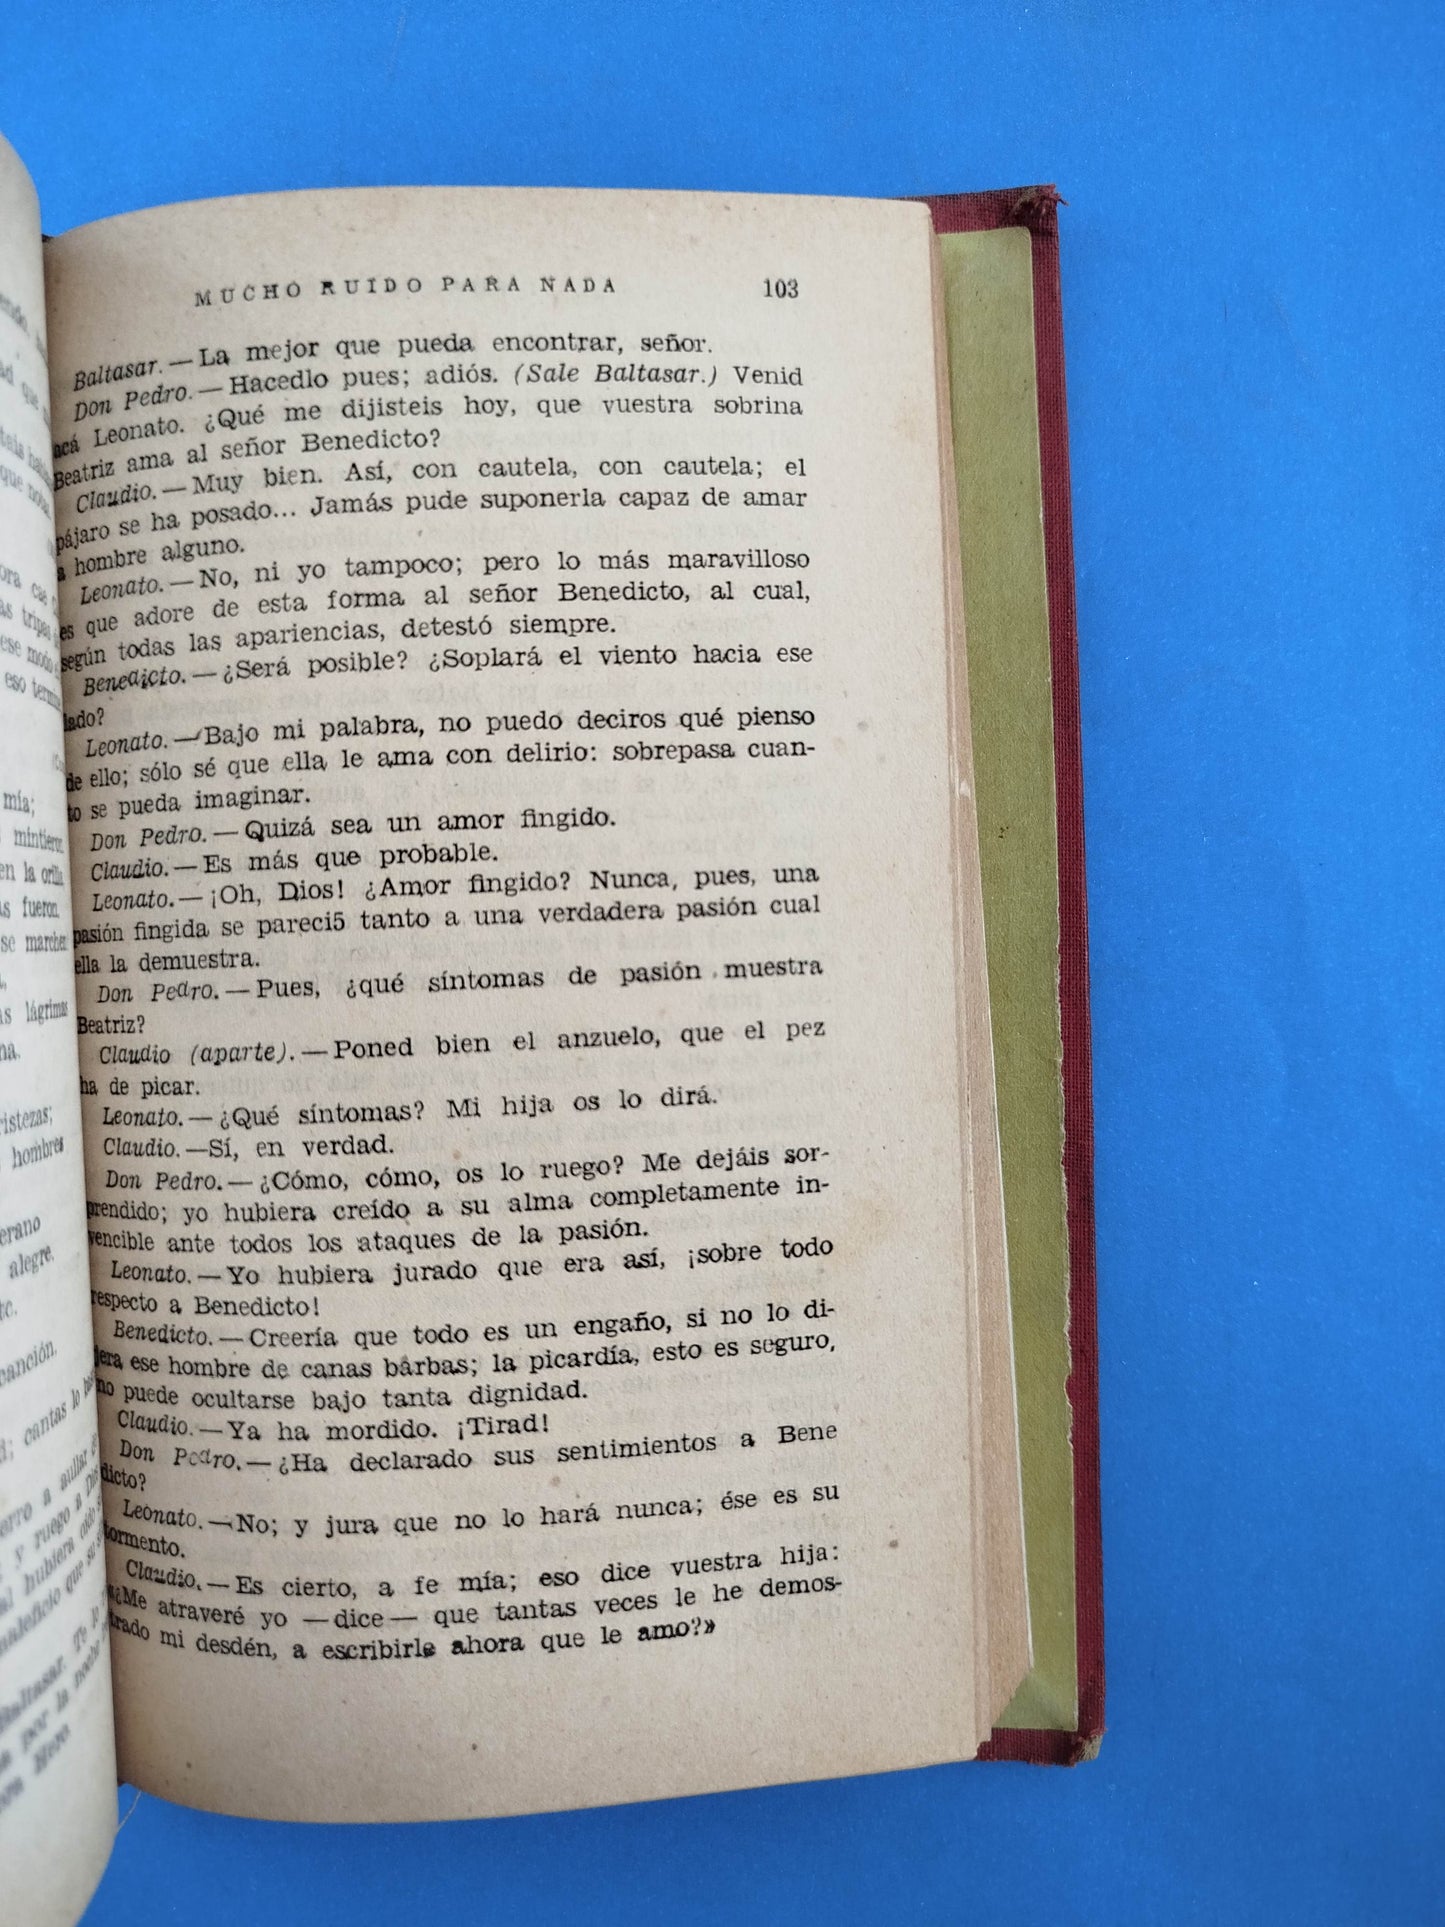 MUCHO RUIDO PARA NADA 103
Baltasar. — La mejor que pueda encontrar, señor.
Don Pedro. — Hacedlo pues; adiós. (Sale Baltasar.) Venid
acá Leonato. ¿Qué me dijisteis hoy, que vuestra sobrina
Beatriz ama al señor Benedicto?
Claudio. — Muy bien. Así, con cautela, con cautela; el
pájaro se ha posado... Jamás pude suponerla capaz de amar
a hombre alguno.
Leonato. — No, ni yo tampoco; pero lo más maravilloso
es que adore de esta forma al señor Benedicto, al cual,
según todas las apariencias, detestó siempre.
Benedicto. — ¿Será posible? ¿Soplará el viento hacia ese
lado?
Leonato. — Bajo mi palabra, no puedo deciros qué pienso
de ello; sólo sé que ella le ama con delirio: sobrepasa cuan-
to se pueda imaginar.
Don Pedro. — Quizá sea un amor fingido.
Claudio. — Es más que probable.
Leonato. — ¡Oh, Dios! ¿Amor fingido? Nunca, pues, una
pasión fingida se pareci5 tanto a una verdadera pasión cual
ella la demuestra.
Don Pedro. — Pues, ¿qué síntomas de pasión muestra
Beatriz?
Claudio (aparte). — Poned bien el anzuelo, que el pez
ha de picar.
Leonato. — ¿Qué síntomas? Mi hija os lo dirá.
Claudio. —Sí, en verdad.
Don Pedro. — ¿Cómo, cómo, os lo ruego? Me dejáis sor-
prendido; yo hubiera creído a su alma completamente in-
vencible ante todos los ataques de la pasión.
Leonato. — Yo hubiera jurado que era así, ¡sobre todo
respecto a Benedicto!
Benedicto. — Creería que todo es un engaño, si no lo di-
jera ese hombre de canas barbas; la picardía, esto es seguro,
no puede ocultarse bajo tanta dignidad.
Claudio. — Ya ha mordido. ¡Tirad!
Don Pedro. — ¿Ha declarado sus sentimientos a Bene
dicto?
Leonato. — No; y jura que no lo hará nunca; ése es su
tormento.
Claudio. — Es cierto, a fe mía; eso dice vuestra hija:
«¿Me atraveré yo —dice— que tantas veces le he demos-
trado mi desdén, a escribirle ahora que le amo?»